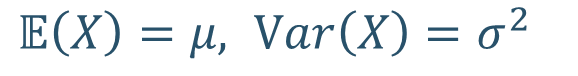 𝔼(X) = μ, Var(X) = σ²